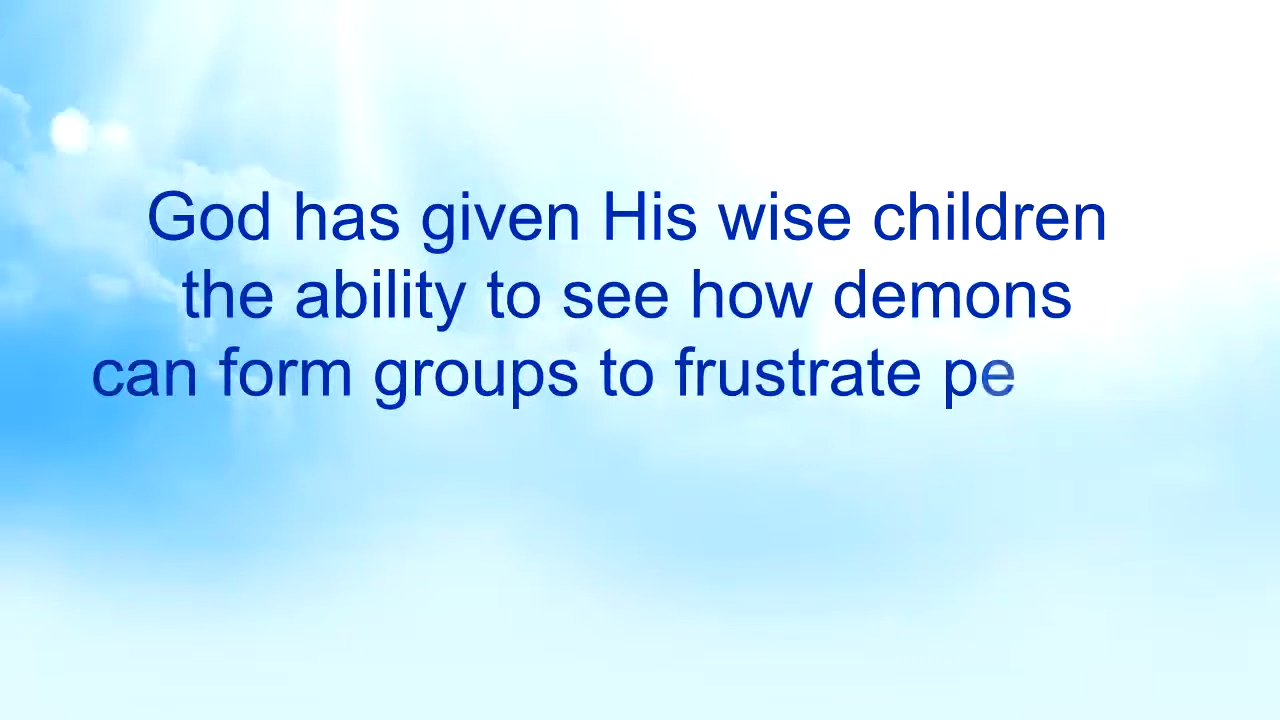 God has given His wise children
the ability to see how demons
can form groups to frustrate pe